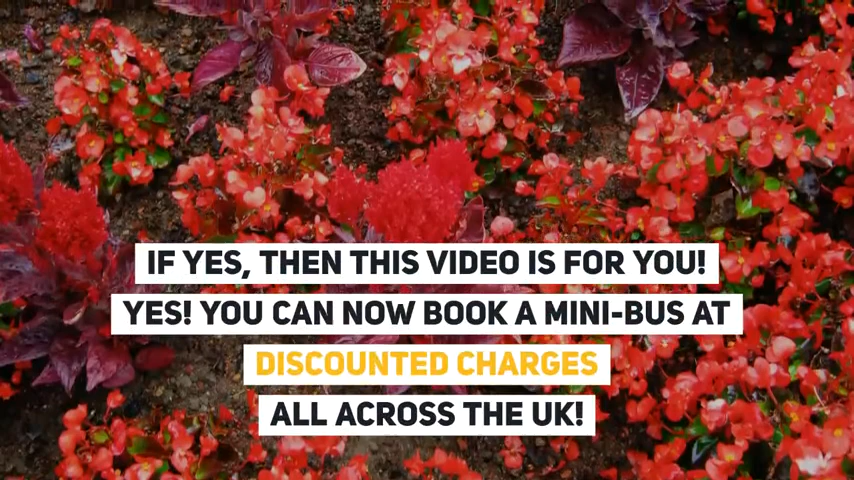 IF YES, THEN THIS VIDEO IS FOR YOU!
YES! YOU CAN NOW BOOK A MINI-BUS AT
DISCOUNTED CHARGES
ALL ACROSS THE UK!